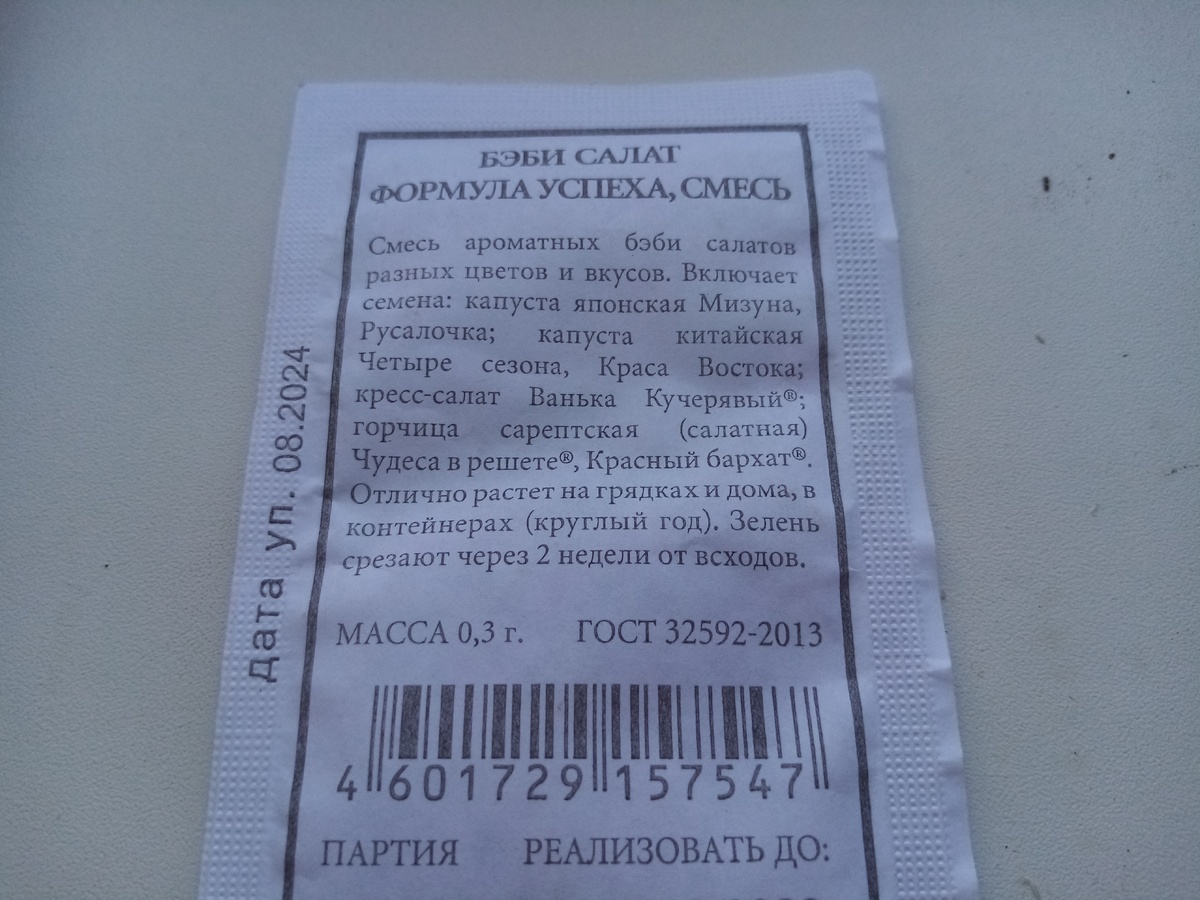 БЭБИ САЛАТ
ФОРМУЛА УСПЕХА, СМЕСЬ
Смесь ароматных бэби салатов
разных цветов и вкусов. Включает
семена: капуста японская Мизуна,
Русалочка; капуста китайская
Четыре сезона, Краса Востока;
кресс-салат Ванька Кучерявый®;
горчица сарептская (салатная)
Чудеса в решете®, Красный бархат®.
Отлично растет на грядках и дома, в
контейнерах (круглый год). Зелень
срезают через 2 недели от всходов.
МАССА 0,3 г. ГОСТ 32592-2013
4 601729 157547
ПАРТИЯ РЕАЛИЗОВАТЬ ДО:
Дата уп. 08.2024